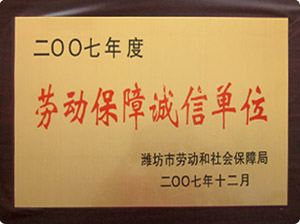 二〇〇七年度
劳动保障诚信单位
潍坊市劳动和社会保障局
二〇〇七年十二月